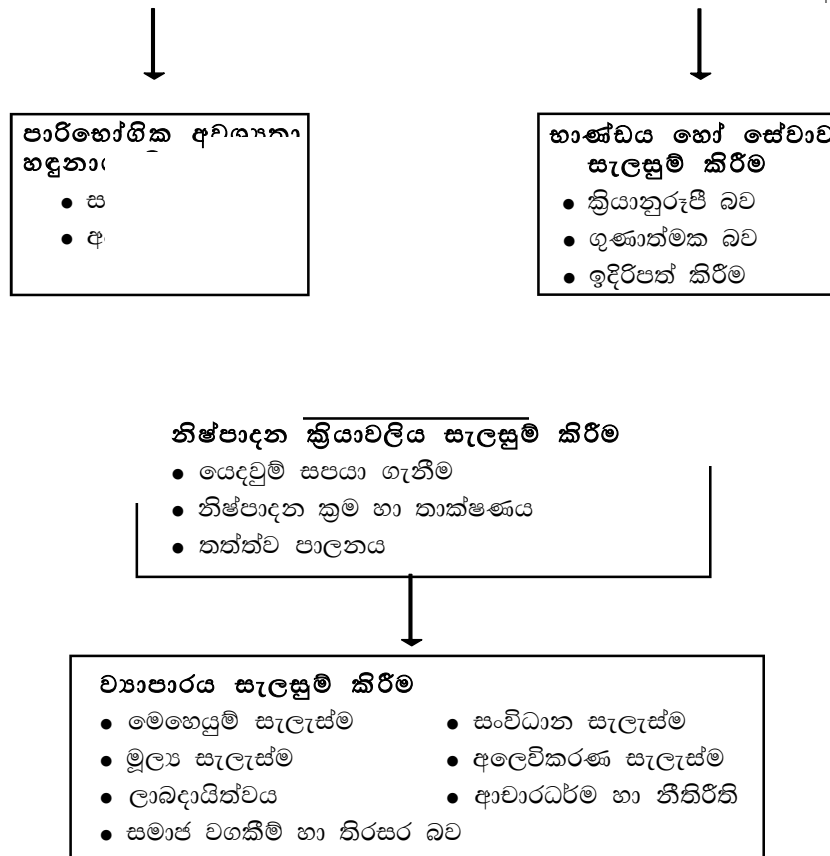 පාරිභෝගික
භාණ්ඩය හෝ සේවාව
සැලසුම් කිරීම
● ක්‍රියානුරූපී බව
● ගුණාත්මක බව
● ඉදිරිපත් කිරීම
නිෂ්පාදන ක්‍රියාවලිය සැලසුම් කිරීම
● යෙදවුම් සපයා ගැනීම
● නිෂ්පාදන ක්‍රම හා තාක්ෂණය
● තත්ත්ව පාලනය
ව්‍යාපාරය සැලසුම් කිරීම
● මෙහෙයුම් සැලැස්ම ● සංවිධාන සැලැස්ම
● මූල්‍ය සැලැස්ම ● අලෙවිකරණ සැලැස්ම
● ලාබදායිත්වය ● ආචාරධර්ම හා නීතිරීති
● සමාජ වගකීම් හා තිරසර බව